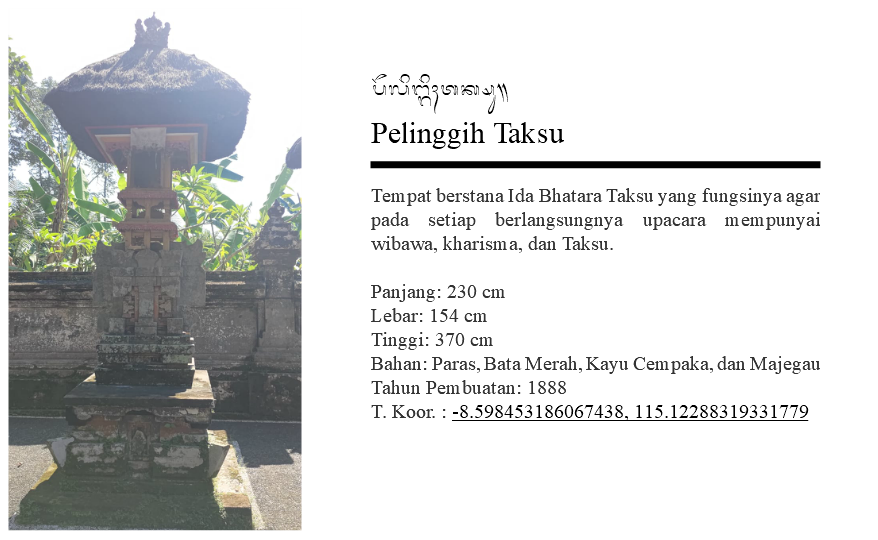 Pelinggih Taksu
Tempat berstana Ida Bhatara Taksu yang fungsinya agar
pada setiap berlangsungnya upacara mempunyai
wibawa, kharisma, dan Taksu.
Panjang: 230 cm
Lebar: 154 cm
Tinggi: 370 cm
Bahan: Paras, Bata Merah, Kayu Cempaka, dan Majegau
Tahun Pembuatan: 1888
T. Koor. : -8.598453186067438, 115.12288319331779